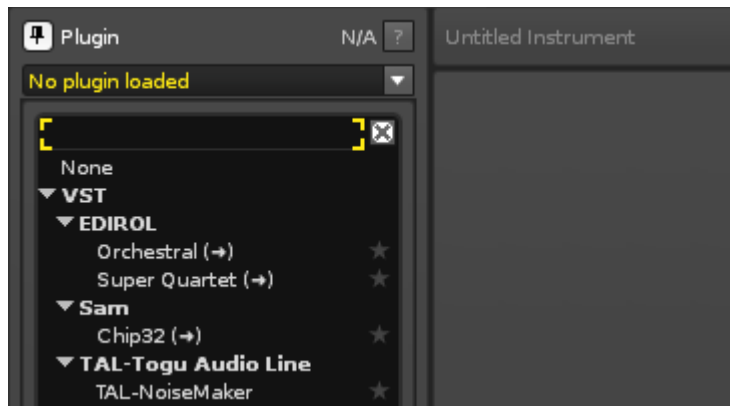 Plugin N/A ? Untitled Instrument
No plugin loaded
None
VST
EDIROL
Orchestral (→)
Super Quartet (→)
Sam
Chip32 (→)
TAL-Togu Audio Line
TAL-NoiseMaker